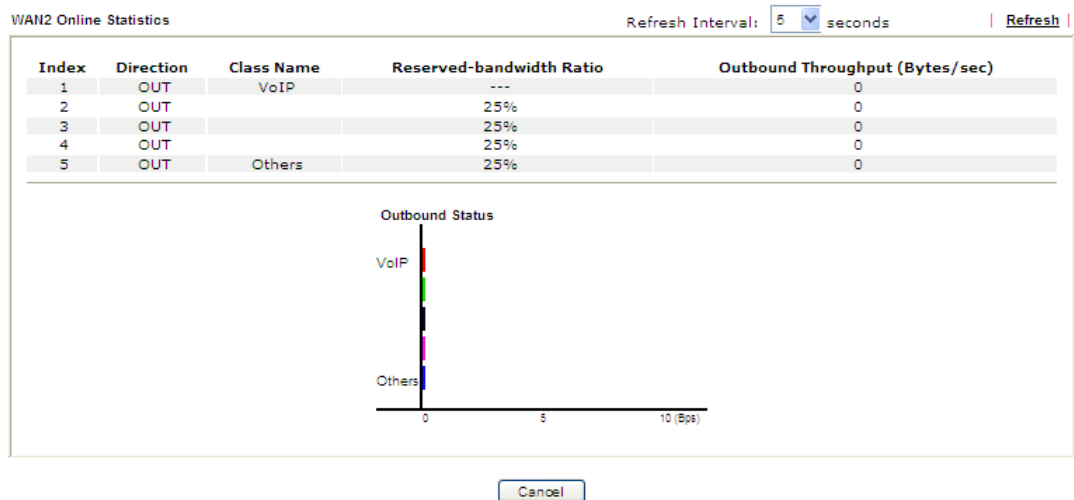 WAN2 Online Statistics Refresh Interval: 5 seconds | Refresh |
Index Direction Class Name Reserved-bandwidth Ratio Outbound Throughput (Bytes/sec)
1 OUT VoIP --- 0
2 OUT 25% 0
3 OUT 25% 0
4 OUT 25% 0
5 OUT Others 25% 0
Outbound Status
VoIP
Others
0 5 10 (Bps)
Cancel